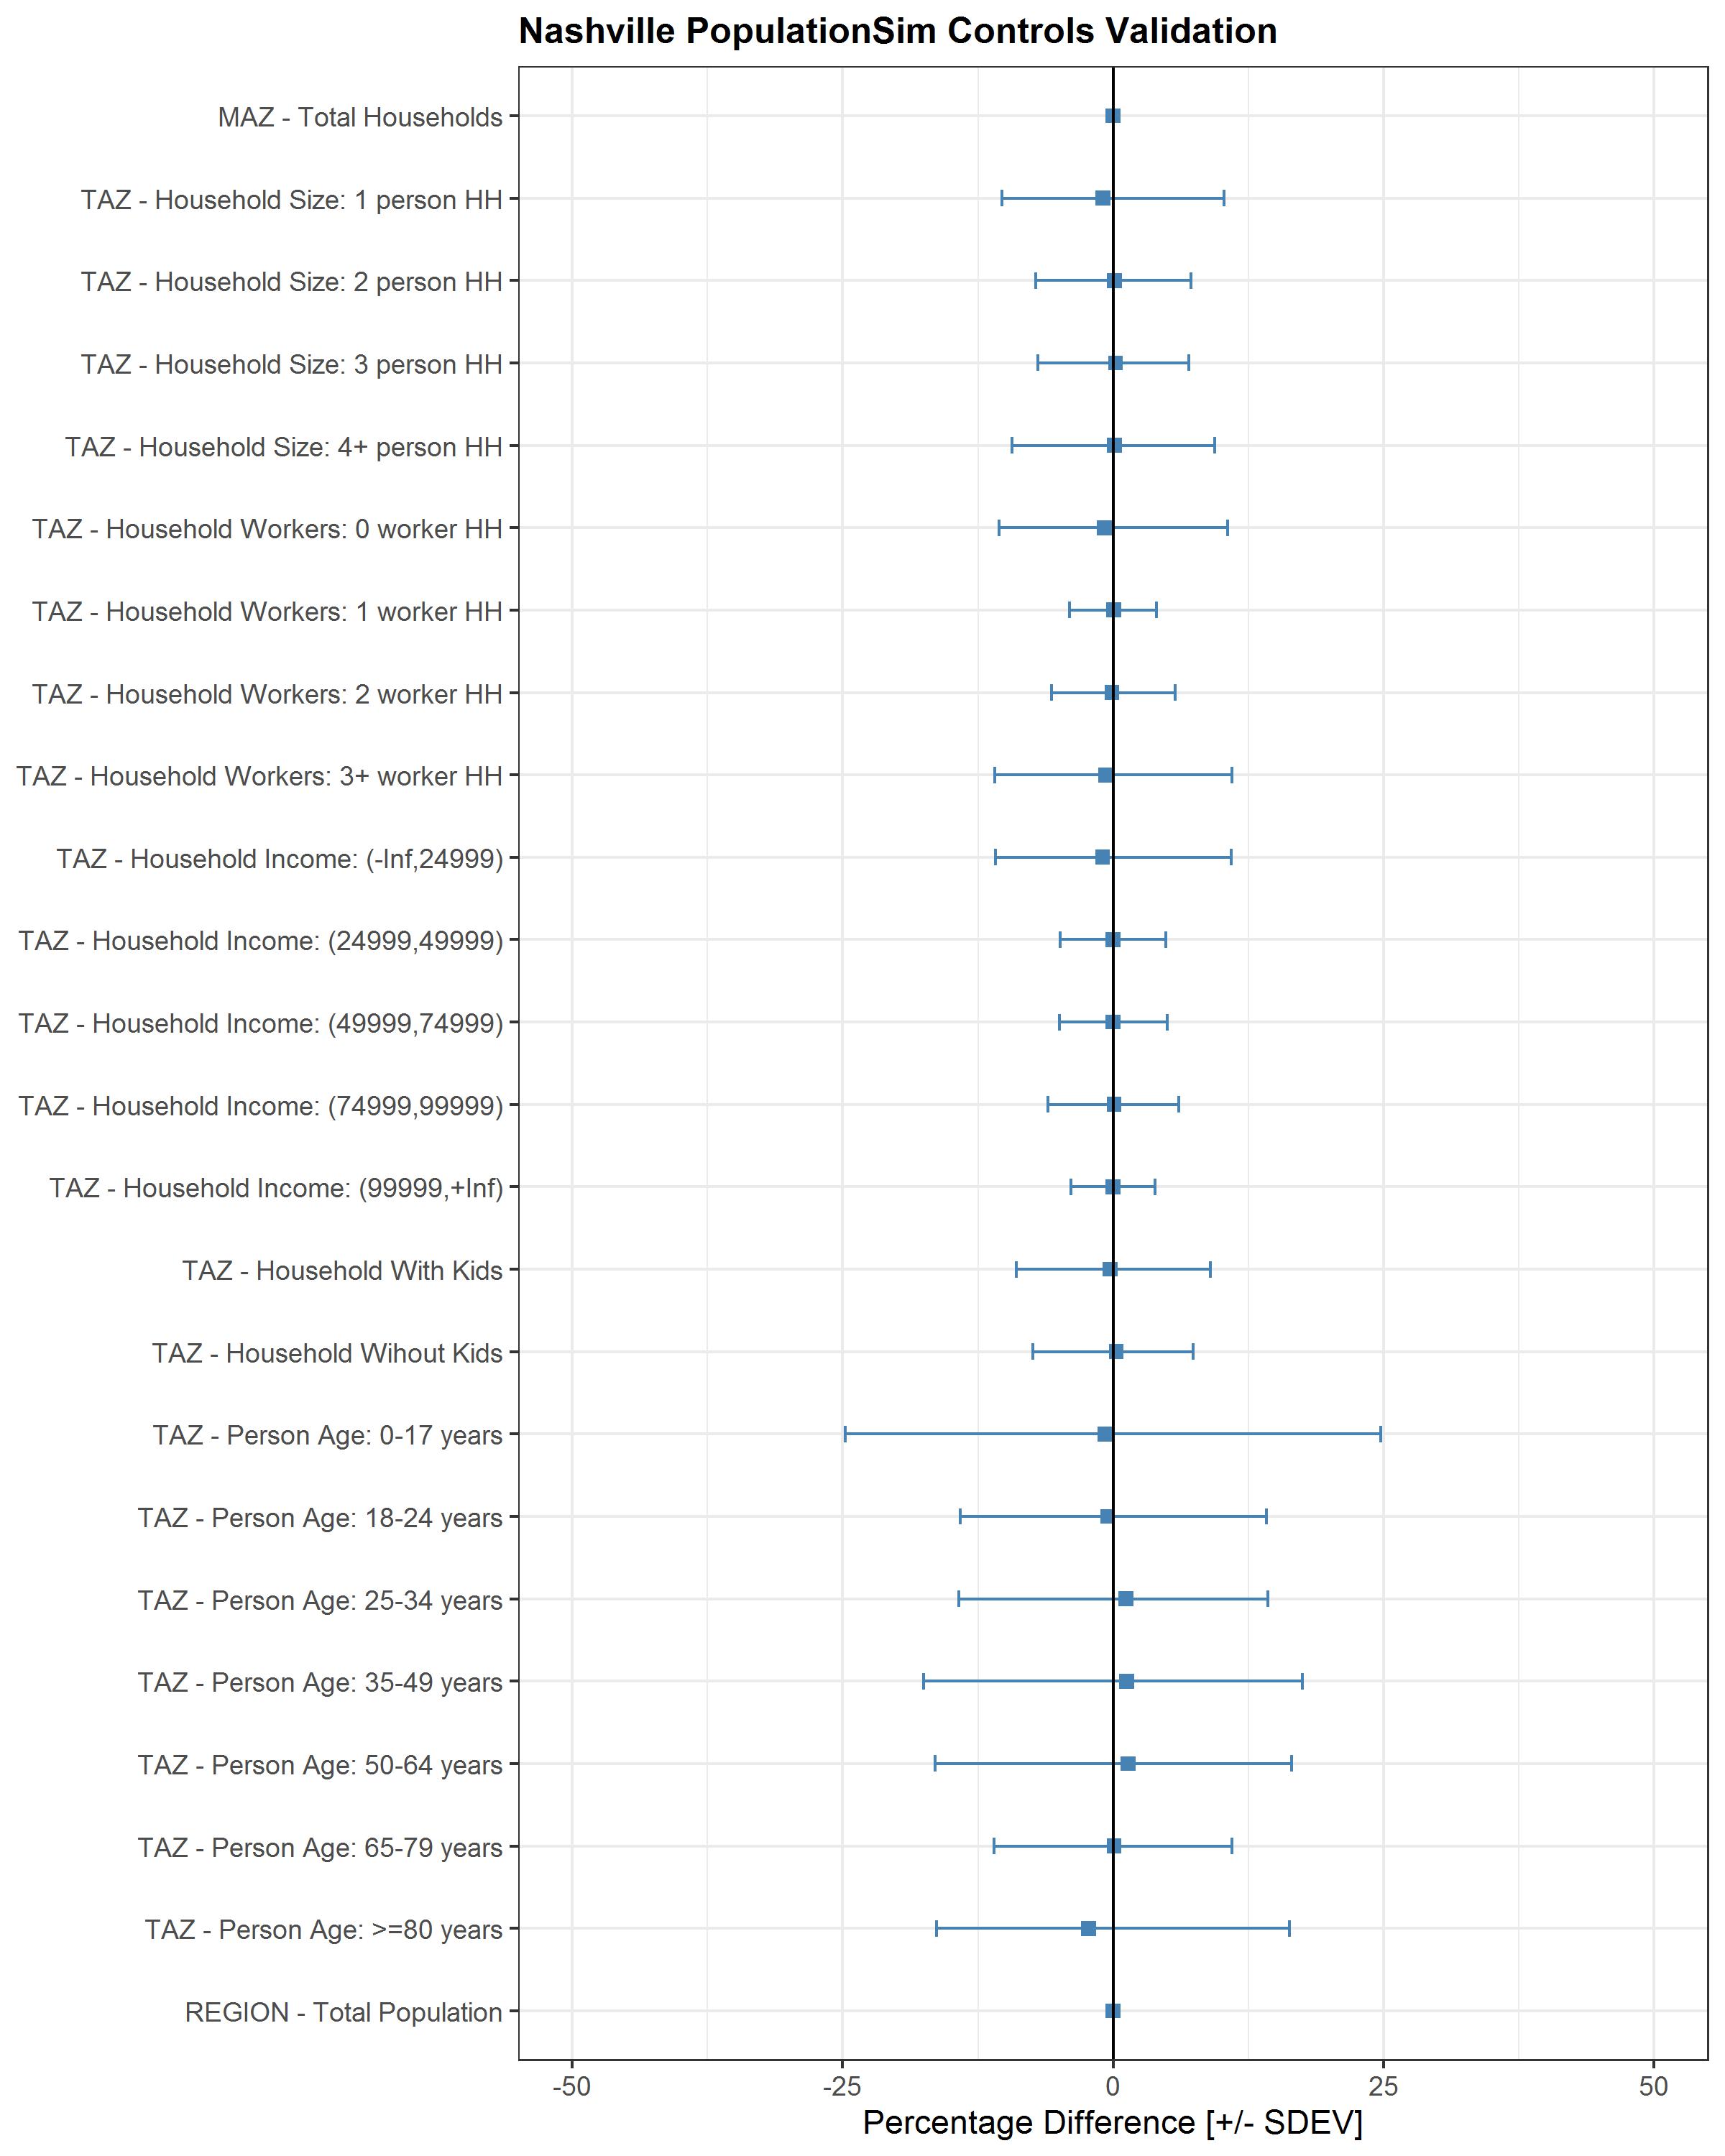 Nashville PopulationSim Controls Validation
MAZ - Total Households
TAZ - Household Size: 1 person HH
TAZ - Household Size: 2 person HH
TAZ - Household Size: 3 person HH
TAZ - Household Size: 4+ person HH
TAZ - Household Workers: 0 worker HH
TAZ - Household Workers: 1 worker HH
TAZ - Household Workers: 2 worker HH
TAZ - Household Workers: 3+ worker HH
TAZ - Household Income: (-Inf,24999)
TAZ - Household Income: (24999,49999)
TAZ - Household Income: (49999,74999)
TAZ - Household Income: (74999,99999)
TAZ - Household Income: (99999,+Inf)
TAZ - Household With Kids
TAZ - Household Wihout Kids
TAZ - Person Age: 0-17 years
TAZ - Person Age: 18-24 years
TAZ - Person Age: 25-34 years
TAZ - Person Age: 35-49 years
TAZ - Person Age: 50-64 years
TAZ - Person Age: 65-79 years
TAZ - Person Age: >=80 years
REGION - Total Population
-50 -25 0 25 50
Percentage Difference [+/- SDEV]